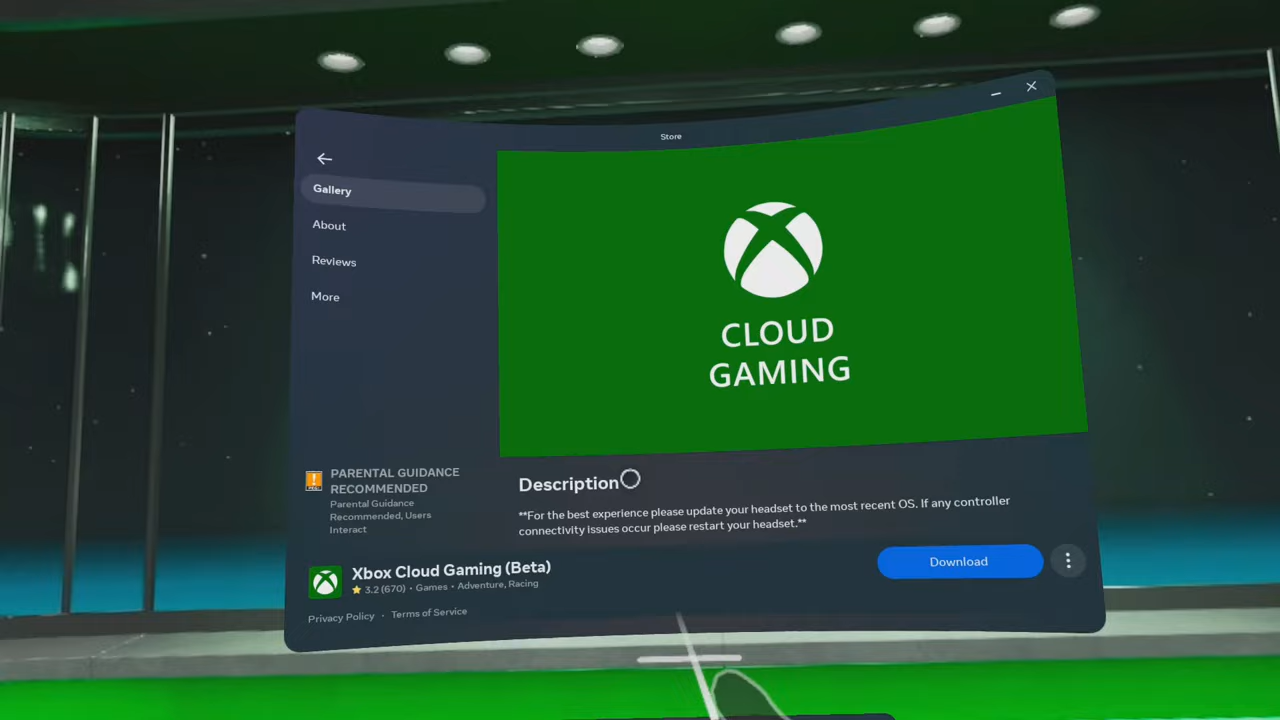 Store
Gallery
About
Reviews
More
CLOUD
GAMING
PARENTAL GUIDANCE
RECOMMENDED
Parental Guidance
Recommended, Users
Interact
Description
**For the best experience please update your headset to the most recent OS. If any controller
connectivity issues occur please restart your headset.**
Xbox Cloud Gaming (Beta)
3.2 (670) · Games · Adventure, Racing
Download
Privacy Policy · Terms of Service